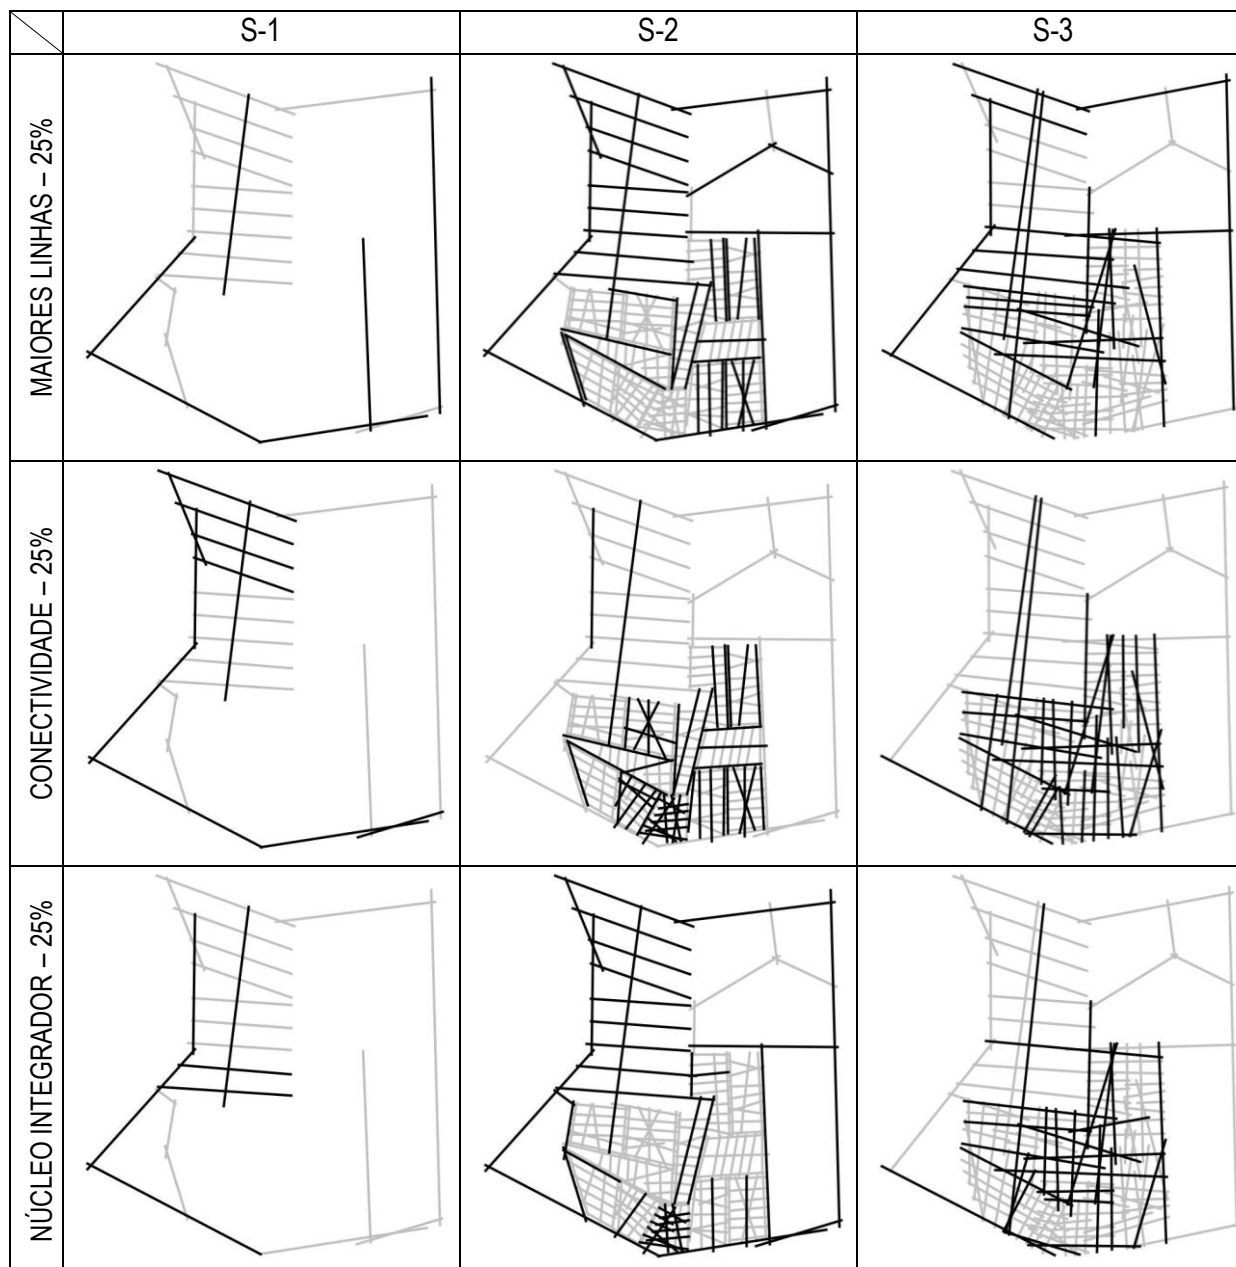 S-1
S-2
S-3
MAIORES LINHAS – 25%
CONECTIVIDADE – 25%
NÚCLEO INTEGRADOR – 25%